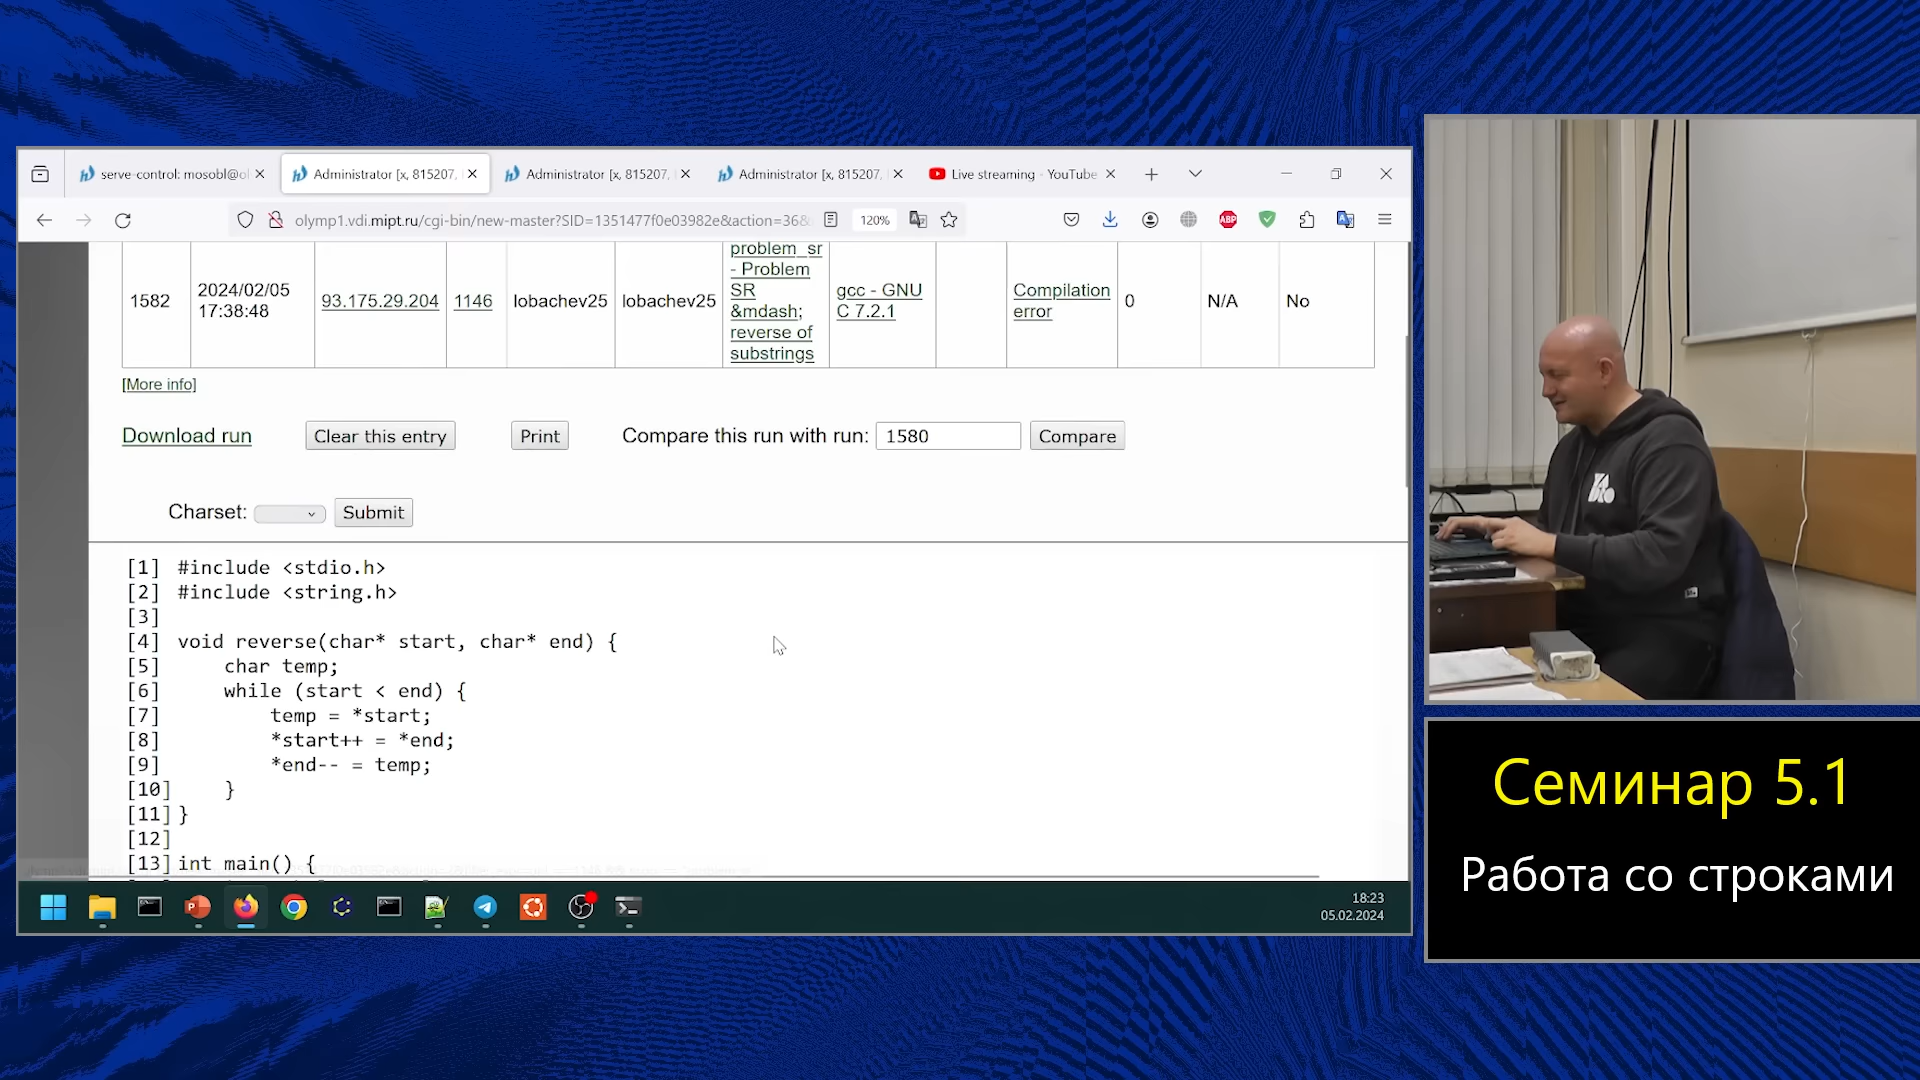 serve-control: mosobl@ol
Administrator [x, 815207,
Administrator [x, 815207,
Administrator [x, 815207,
Live streaming - YouTube
olymp1.vdi.mipt.ru/cgi-bin/new-master?SID=1351477f0e03982e&action=36&
120%
ABP
1582
2024/02/05
17:38:48
93.175.29.204
1146
lobachev25
lobachev25
problem_sr
- Problem
SR
&mdash;
reverse of
substrings
gcc - GNU
C 7.2.1
Compilation
error
0
N/A
No
[More info]
Download run
Clear this entry
Print
Compare this run with run:
1580
Compare
Charset:
Submit
[1] #include <stdio.h>
[2] #include <string.h>
[3]
[4] void reverse(char* start, char* end) {
[5]     char temp;
[6]     while (start < end) {
[7]         temp = *start;
[8]         *start++ = *end;
[9]         *end-- = temp;
[10]     }
[11] }
[12]
[13] int main() {
18:23
05.02.2024
Семинар 5.1
Работа со строками